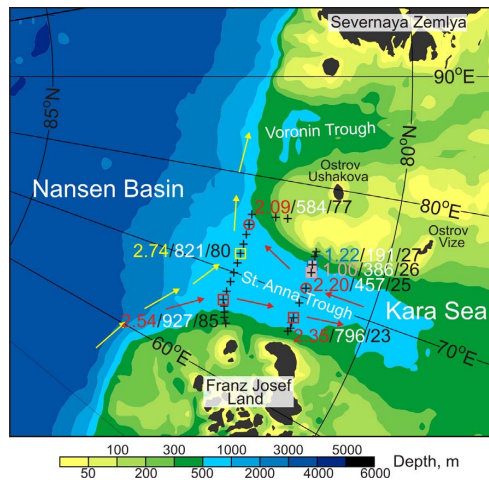 Severnaya Zemlya
90°E
85°N
Voronin Trough
80°N
Ostrov
Ushakova
Nansen Basin
80°E
2.09/584/77
Ostrov
Vize
2.74/821/80
1.22/191/27
1.00/386/26
St. Anna Trough
2.20/457/25
Kara Sea
2.54/927/85
2.35/796/23
70°E
60°E
Franz Josef
Land
100 300 1000 3000 5000
50 200 500 2000 4000 6000
Depth, m